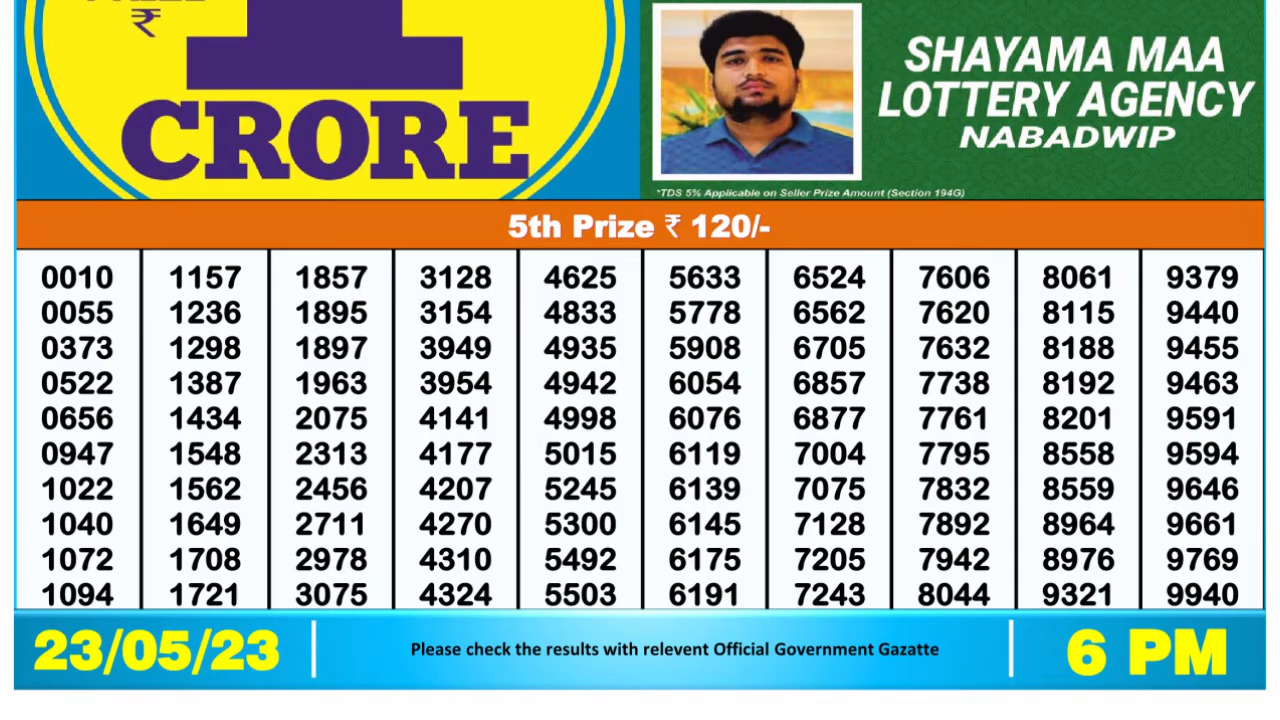 ₹
1
CRORE
SHAYAMA MAA
LOTTERY AGENCY
NABADWIP
*TDS 5% Applicable on Seller Prize Amount (Section 194G)
5th Prize ₹ 120/-
0010 1157 1857 3128 4625 5633 6524 7606 8061 9379
0055 1236 1895 3154 4833 5778 6562 7620 8115 9440
0373 1298 1897 3949 4935 5908 6705 7632 8188 9455
0522 1387 1963 3954 4942 6054 6857 7738 8192 9463
0656 1434 2075 4141 4998 6076 6877 7761 8201 9591
0947 1548 2313 4177 5015 6119 7004 7795 8558 9594
1022 1562 2456 4207 5245 6139 7075 7832 8559 9646
1040 1649 2711 4270 5300 6145 7128 7892 8964 9661
1072 1708 2978 4310 5492 6175 7205 7942 8976 9769
1094 1721 3075 4324 5503 6191 7243 8044 9321 9940
23/05/23 Please check the results with relevent Official Government Gazatte 6 PM